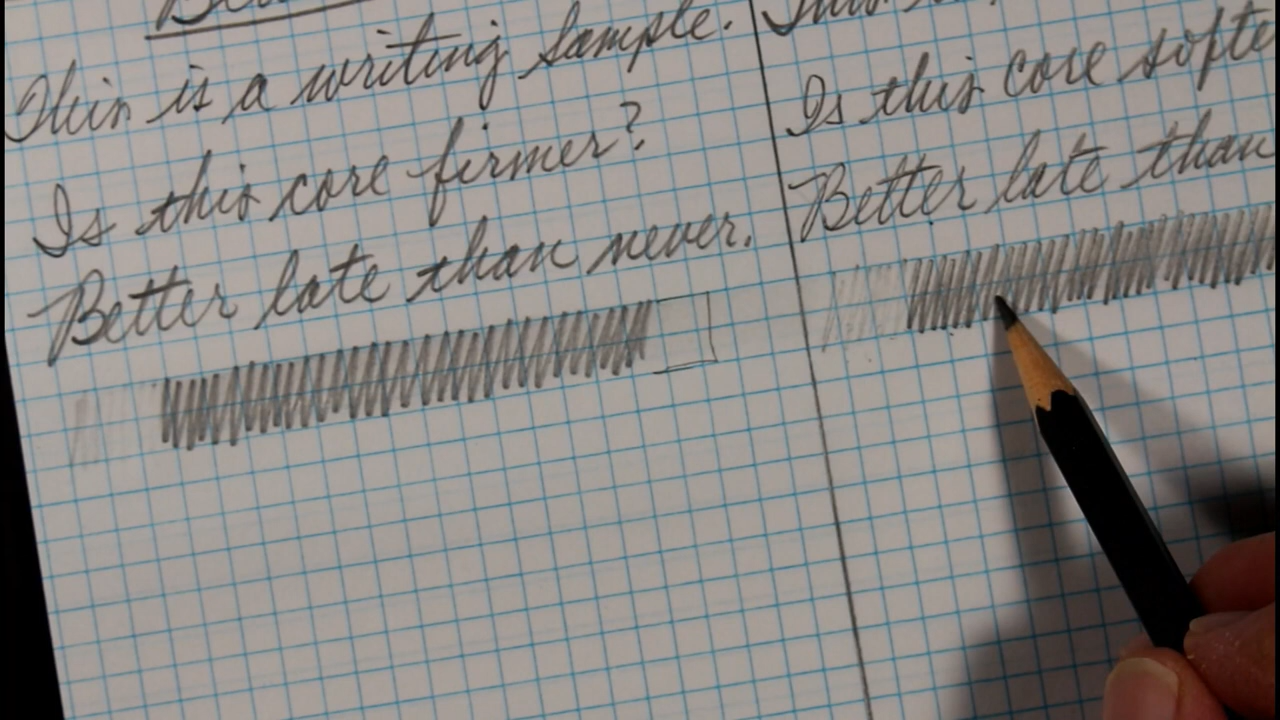 This is a writing sample.
Is this core firmer?
Better late than never.
Is this core softe
Better late than